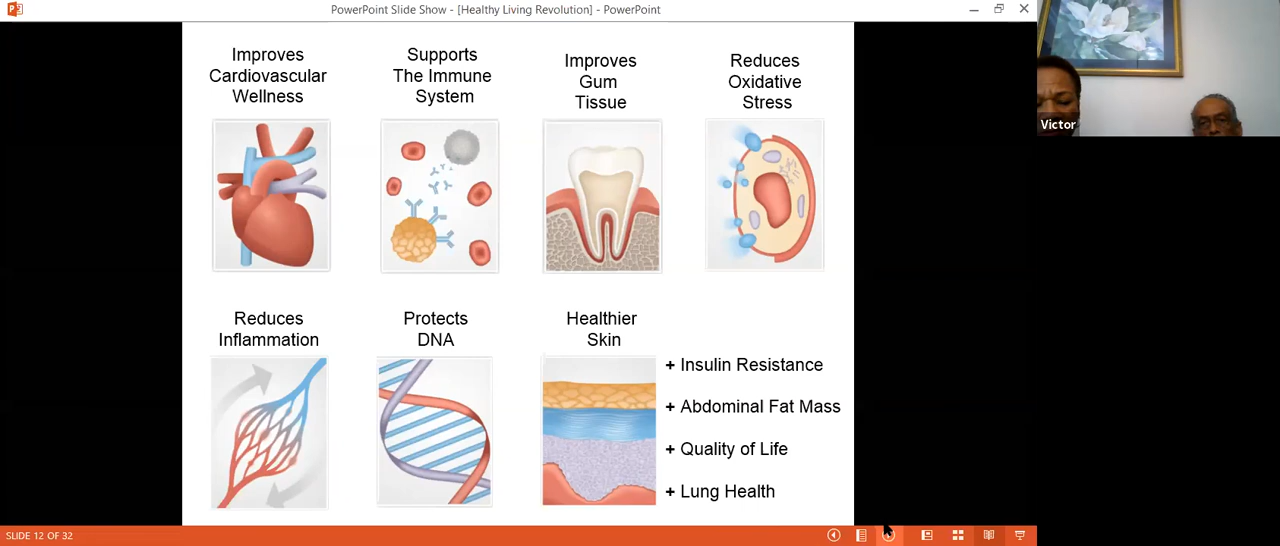 PowerPoint Slide Show - [Healthy Living Revolution] - PowerPoint
Improves
Cardiovascular
Wellness
Supports
The Immune
System
Improves
Gum
Tissue
Reduces
Oxidative
Stress
Victor
Reduces
Inflammation
Protects
DNA
Healthier
Skin
+ Insulin Resistance
+ Abdominal Fat Mass
+ Quality of Life
+ Lung Health
SLIDE 12 OF 32